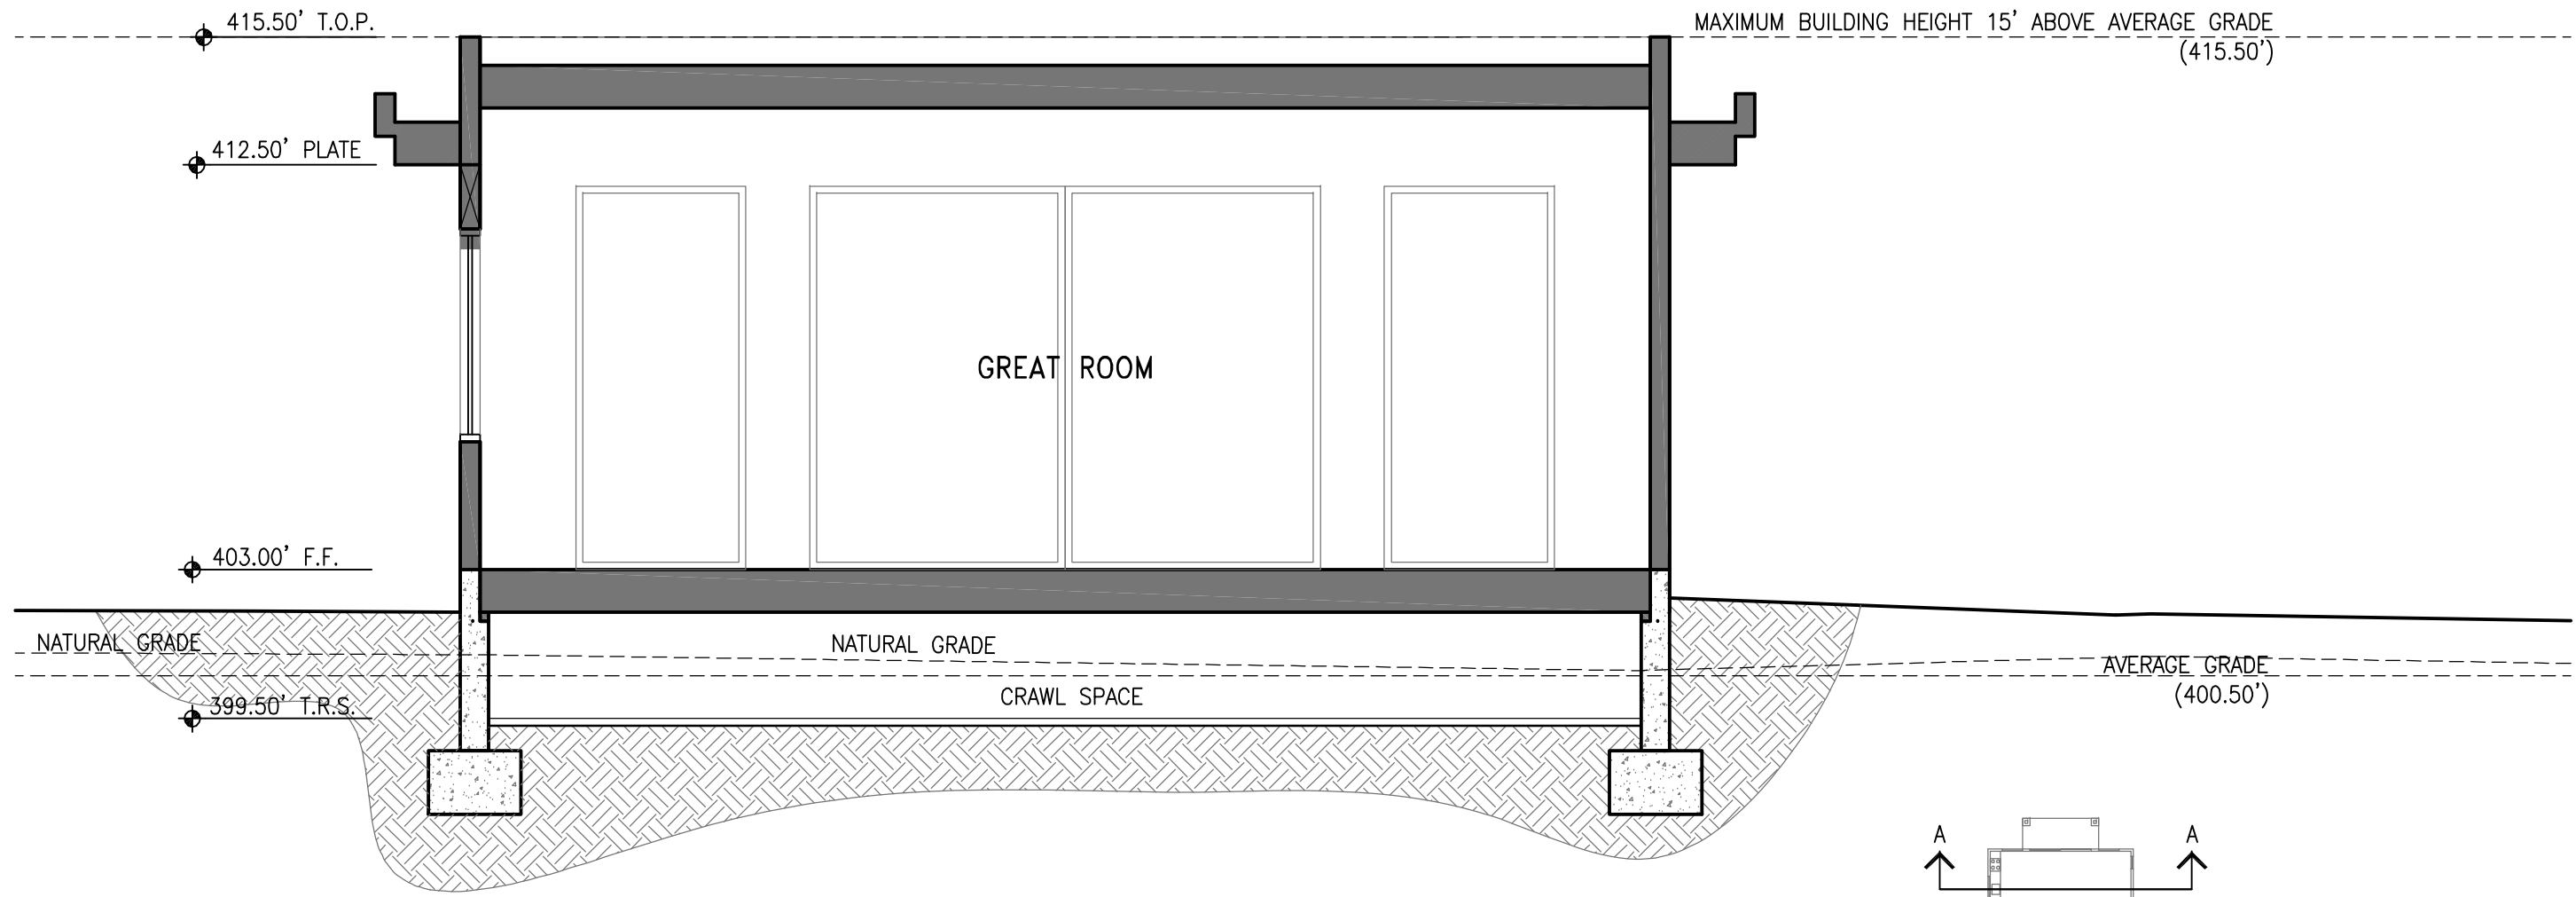 415.50' T.O.P.
MAXIMUM BUILDING HEIGHT 15' ABOVE AVERAGE GRADE
(415.50')
412.50' PLATE
GREAT ROOM
403.00' F.F.
NATURAL GRADE
NATURAL GRADE
AVERAGE GRADE
(400.50')
399.50' T.R.S.
CRAWL SPACE
A
A